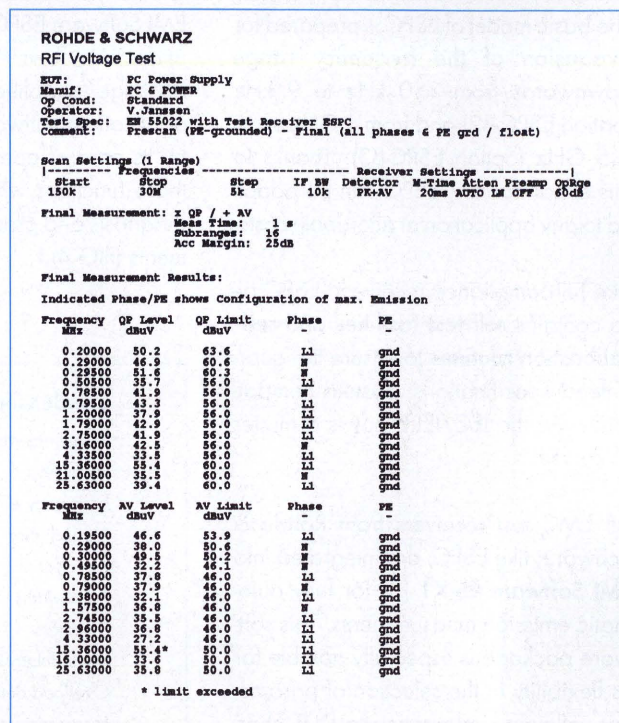 ROHDE & SCHWARZ
RFI Voltage Test
EUT: PC Power Supply
Manuf: PC & POWER
Op Cond: Standard
Operator: V.Janssen
Test Spec: EN 55022 with Test Receiver ESPC
Comment: Prescan (PE-grounded) - Final (all phases & PE grd / float)
Scan Settings (1 Range)
|------------ Frequencies ---------------------- Receiver Settings --------------|
Start Stop Step IF BW Detector M-Time Atten Preamp OpRge
150k 30M 5k 10k PK+AV 20ms AUTO LN OFF 60dB
Final Measurement: x QP / + AV
Meas Time: 1 s
Subranges: 16
Acc Margin: 25dB
Final Measurement Results:
Indicated Phase/PE shows Configuration of max. Emission
Frequency QP Level QP Limit Phase PE
MHz dBuV dBuV - -
0.20000 50.2 63.6 L1 gnd
0.29000 46.3 N gnd
0.29500 51.6 N gnd
0.50500 35.7 56.0 L1 gnd
0.78500 41.9 56.0 N gnd
0.79500 43.3 56.0 L1 gnd
1.20000 37.9 56.0 L1 gnd
1.79000 42.9 56.0 L1 gnd
2.75000 41.9 56.0 L1 gnd
3.16000 42.5 56.0 N gnd
4.33500 33.5 56.0 L1 gnd
15.36000 55.4 60.0 L1 gnd
21.00500 35.5 60.0 N gnd
25.63000 39.4 60.0 L1 gnd
Frequency AV Level AV Limit Phase PE
MHz dBuV dBuV - -
0.19500 46.6 53.9 L1 gnd
0.29000 39.0 50.6 N gnd
0.30000 49.5 50.2 N gnd
0.49500 32.2 46.1 N gnd
0.78500 37.8 46.0 L1 gnd
0.79000 37.9 46.0 L1 gnd
1.38000 36.9 46.0 L1 gnd
1.57500 36.8 46.0 N gnd
2.74500 35.8 46.0 L1 gnd
2.96000 36.8 46.0 L1 gnd
4.33000 37.2 46.0 L1 gnd
15.36000 55.4* 50.0 L1 gnd
16.00000 33.6 50.0 L1 gnd
25.63000 35.8 50.0 L1 gnd
* limit exceeded